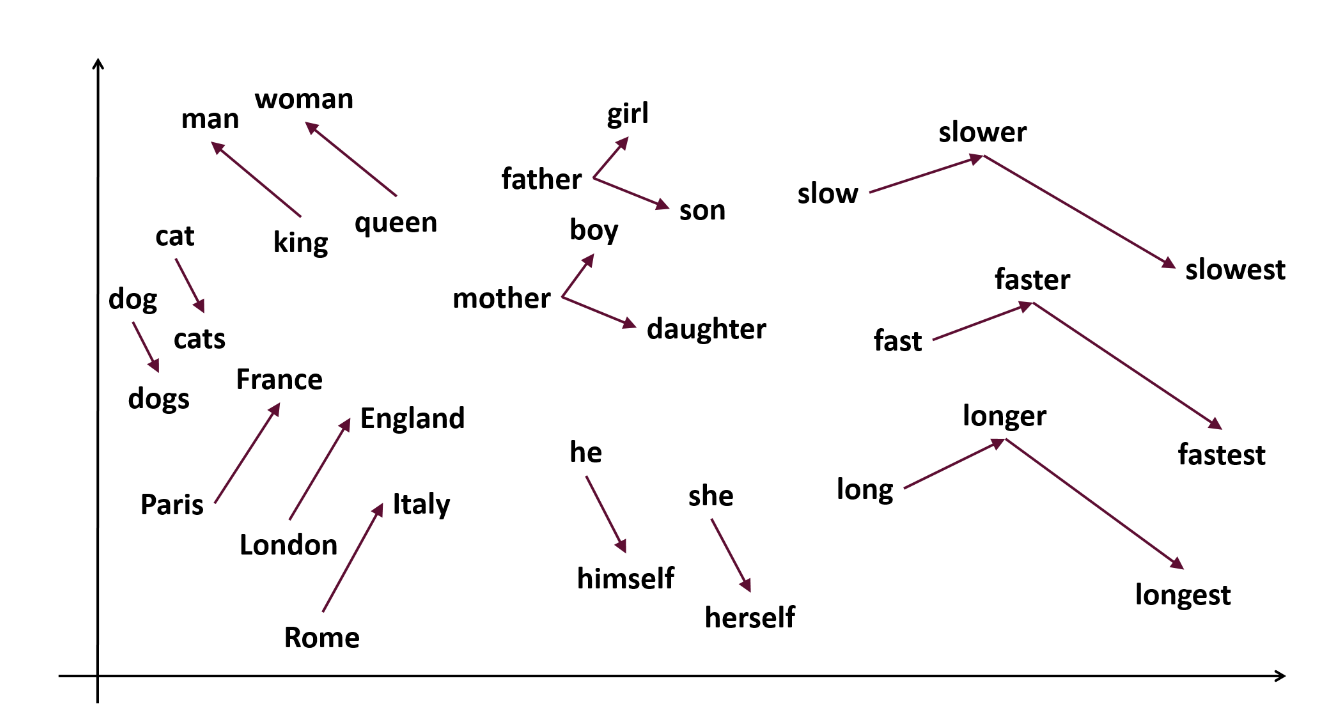 woman
man
girl
slower
father
slow
son
queen
boy
cat
king
slowest
faster
dog
mother
daughter
cats
fast
France
dogs
England
longer
he
fastest
long
she
Paris
Italy
London
himself
longest
herself
Rome